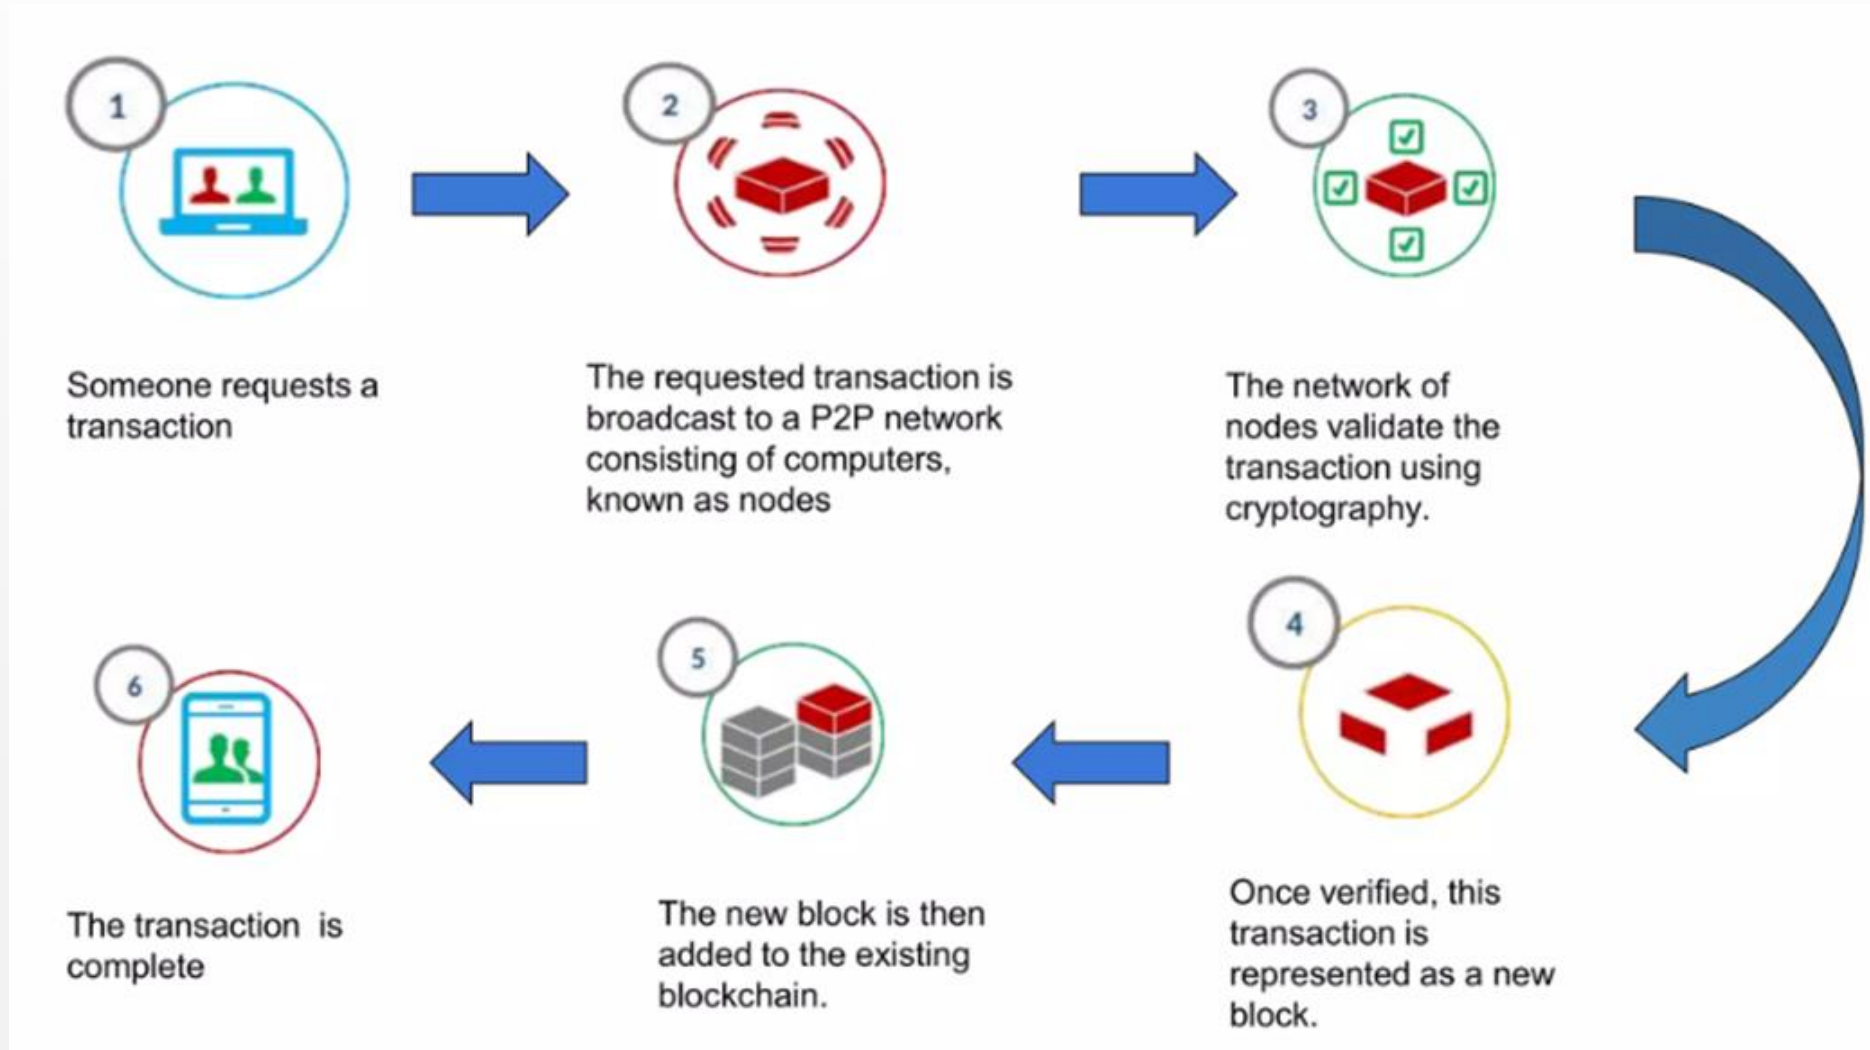 1
Someone requests a
transaction
2
The requested transaction is
broadcast to a P2P network
consisting of computers,
known as nodes
3
The network of
nodes validate the
transaction using
cryptography.
4
Once verified, this
transaction is
represented as a new
block.
5
The new block is then
added to the existing
blockchain.
6
The transaction is
complete